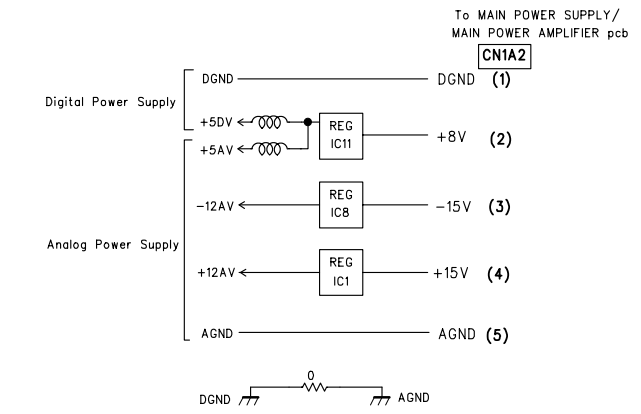 To MAIN POWER SUPPLY/
MAIN POWER AMPLIFIER pcb
CN1A2
DGND DGND (1)
Digital Power Supply
+5DV
REG
IC11
+8V (2)
+5AV
-12AV
REG
IC8
-15V (3)
Analog Power Supply
+12AV
REG
IC1
+15V (4)
AGND AGND (5)
0
DGND AGND